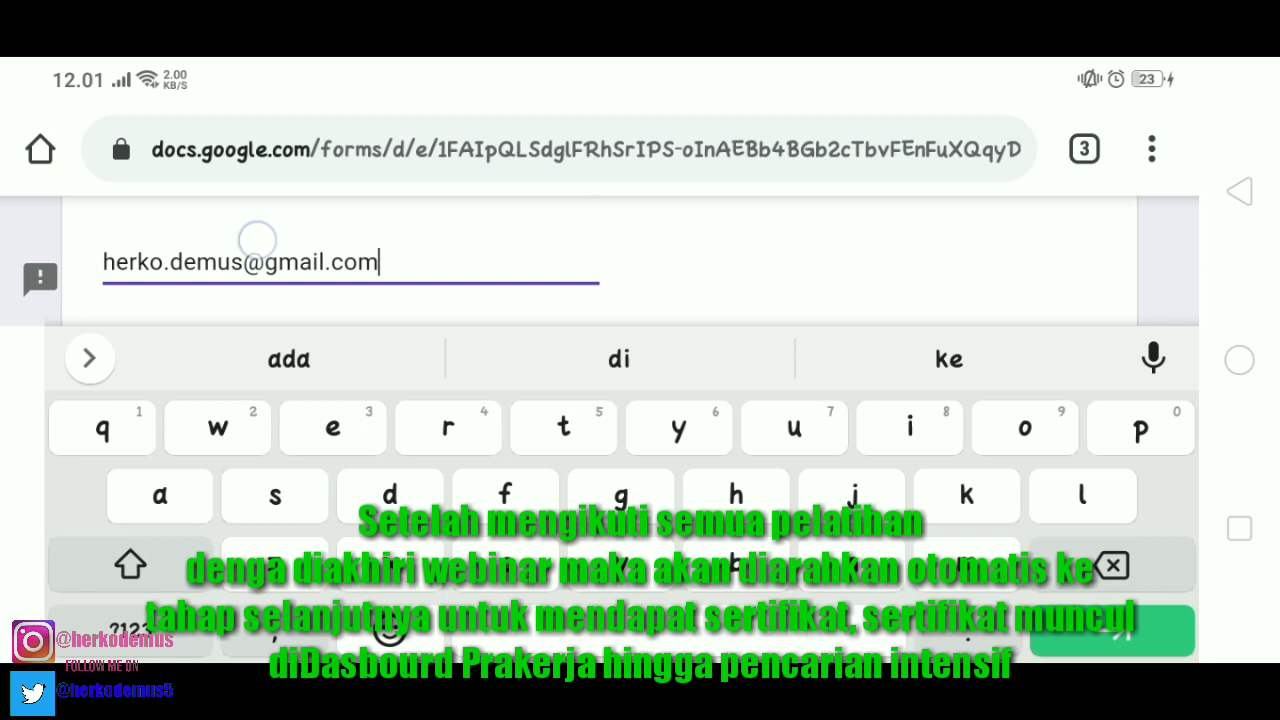 12.01
2.00
KB/S
23
docs.google.com/forms/d/e/1FAIpQLSdglFRhSrIPS-oInAEBb4BGb2cTbvFEnFuXQqyD
3
herko.demus@gmail.com
ada di ke
1 2 3 4 5 6 7 8 9 0
q w e r t y u i o p
a s d f g h j k l
Setelah mengikuti semua pelatihan
denga diakhiri webinar maka akan diarahkan otomatis ke
tahap selanjutnya untuk mendapat sertifikat, sertifikat muncul
diDasbourd Prakerja hingga pencarian intensif
?123 , .
@herkodemus
FOLLOW ME ON
@herkodemus5